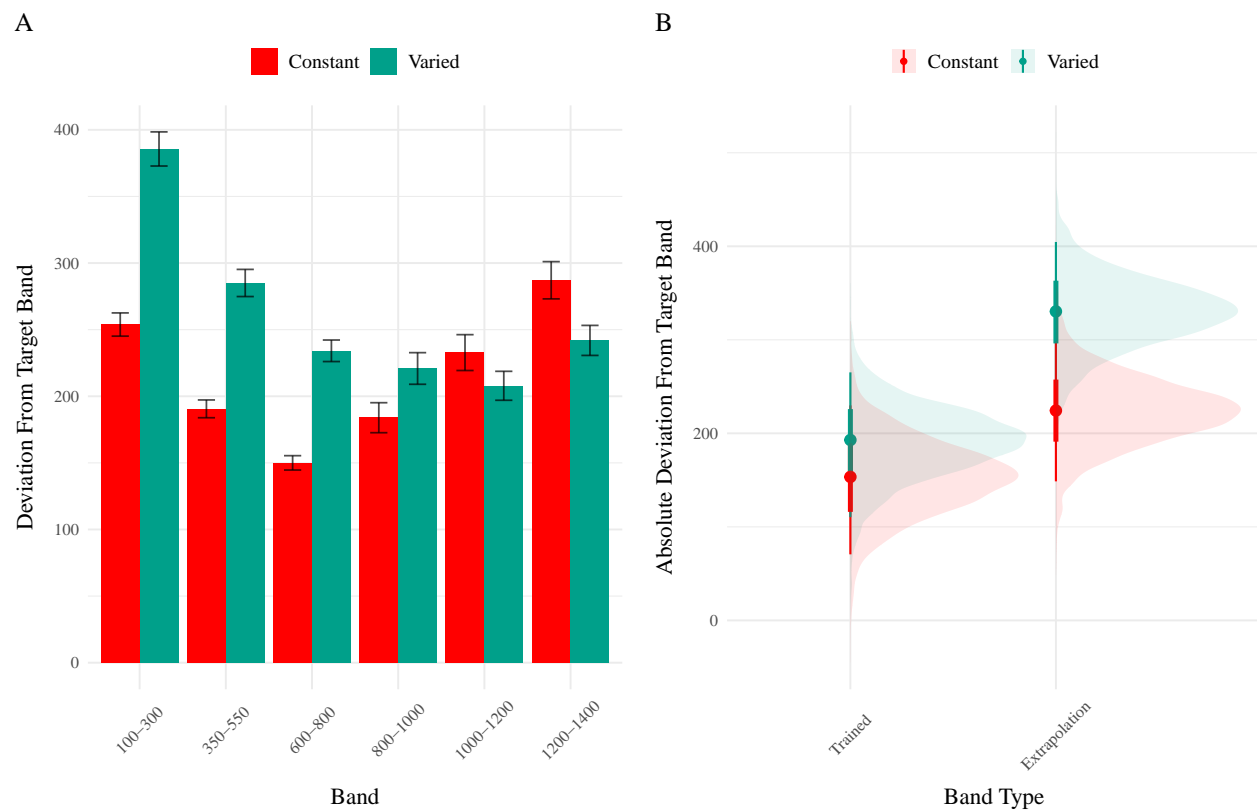 A
Constant Varied
Deviation From Target Band
400
300
200
100
0
100−300
350−550
600−800
800−1000
1000−1200
1200−1400
Band
B
Constant Varied
Absolute Deviation From Target Band
400
200
0
Trained
Extrapolation
Band Type